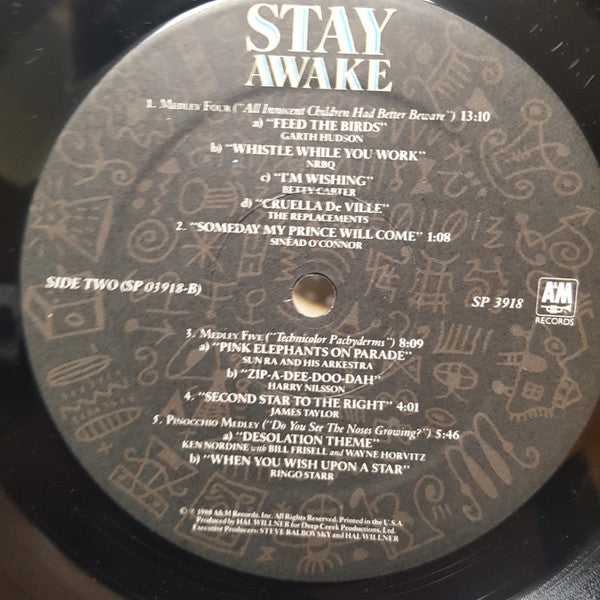 STAY
AWAKE
1. MEDLEY FOUR ("All Innocent Children Had Better Beware") 13:10
a) "FEED THE BIRDS"
GARTH HUDSON
b) "WHISTLE WHILE YOU WORK"
NRBQ
c) "I'M WISHING"
BETTY CARTER
d) "CRUELLA De VILLE"
THE REPLACEMENTS
2. "SOMEDAY MY PRINCE WILL COME" 1:08
SINÉAD O'CONNOR
SIDE TWO (SP 03918-B)
SP 3918
A&M
RECORDS
3. MEDLEY FIVE ("Technicolor Pachyderms") 8:09
a) "PINK ELEPHANTS ON PARADE"
SUN RA AND HIS ARKESTRA
b) "ZIP-A-DEE-DOO-DAH"
HARRY NILSSON
4. "SECOND STAR TO THE RIGHT" 4:01
JAMES TAYLOR
5. PINOCCHIO MEDLEY ("Do You See The Noses Growing?") 5:46
a) "DESOLATION THEME"
KEN NORDINE with BILL FRISELL and WAYNE HORVITZ
b) "WHEN YOU WISH UPON A STAR"
RINGO STARR
© ℗ 1988 A&M Records, Inc. All Rights Reserved. Printed in the U.S.A.
Produced by HAL WILLNER for Deep Creek Productions, Ltd.
Executive Producers: STEVE RALBOVSKY and HAL WILLNER